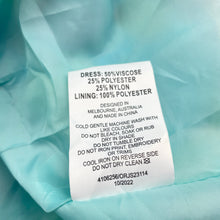 DRESS: 50%VISCOSE
25% POLYESTER
25% NYLON
LINING: 100% POLYESTER
DESIGNED IN
MELBOURNE, AUSTRALIA
AND MADE IN CHINA
COLD GENTLE MACHINE WASH WITH
LIKE COLOURS
DO NOT BLEACH, SOAK OR RUB
DRY IN SHADE
DO NOT TUMBLE DRY
DO NOT IRON PRINT, EMBROIDERY
AND TRIMS
COOL IRON ON REVERSE SIDE
DO NOT DRY CLEAN
4106256/ORJS23114
10/2022